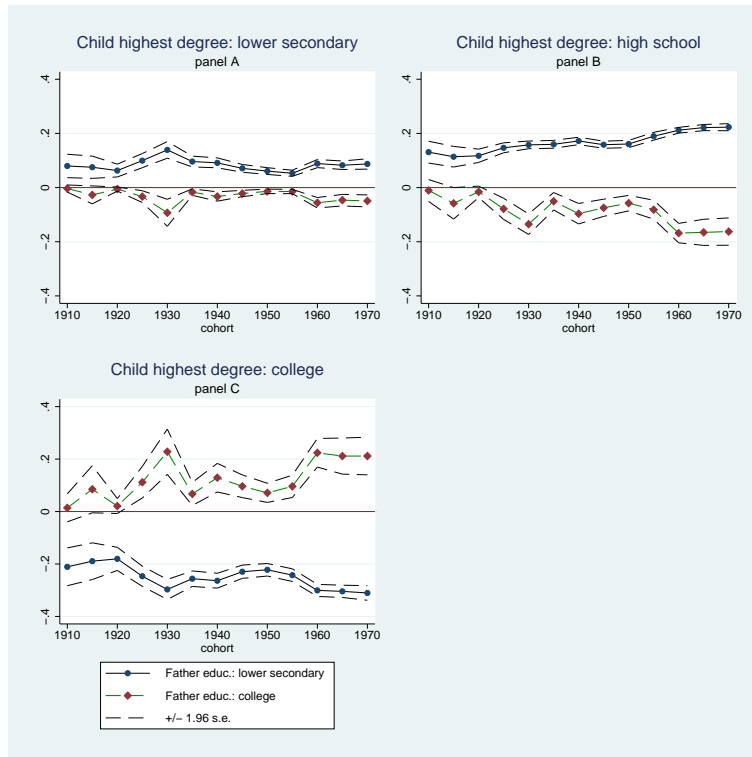 Child highest degree: lower secondary
panel A
.4
.2
0
−.2
−.4
1910 1920 1930 1940 1950 1960 1970
cohort
Child highest degree: high school
panel B
.4
.2
0
−.2
−.4
1910 1920 1930 1940 1950 1960 1970
cohort
Child highest degree: college
panel C
.4
.2
0
−.2
−.4
1910 1920 1930 1940 1950 1960 1970
cohort
Father educ.: lower secondary
Father educ.: college
+/− 1.96 s.e.